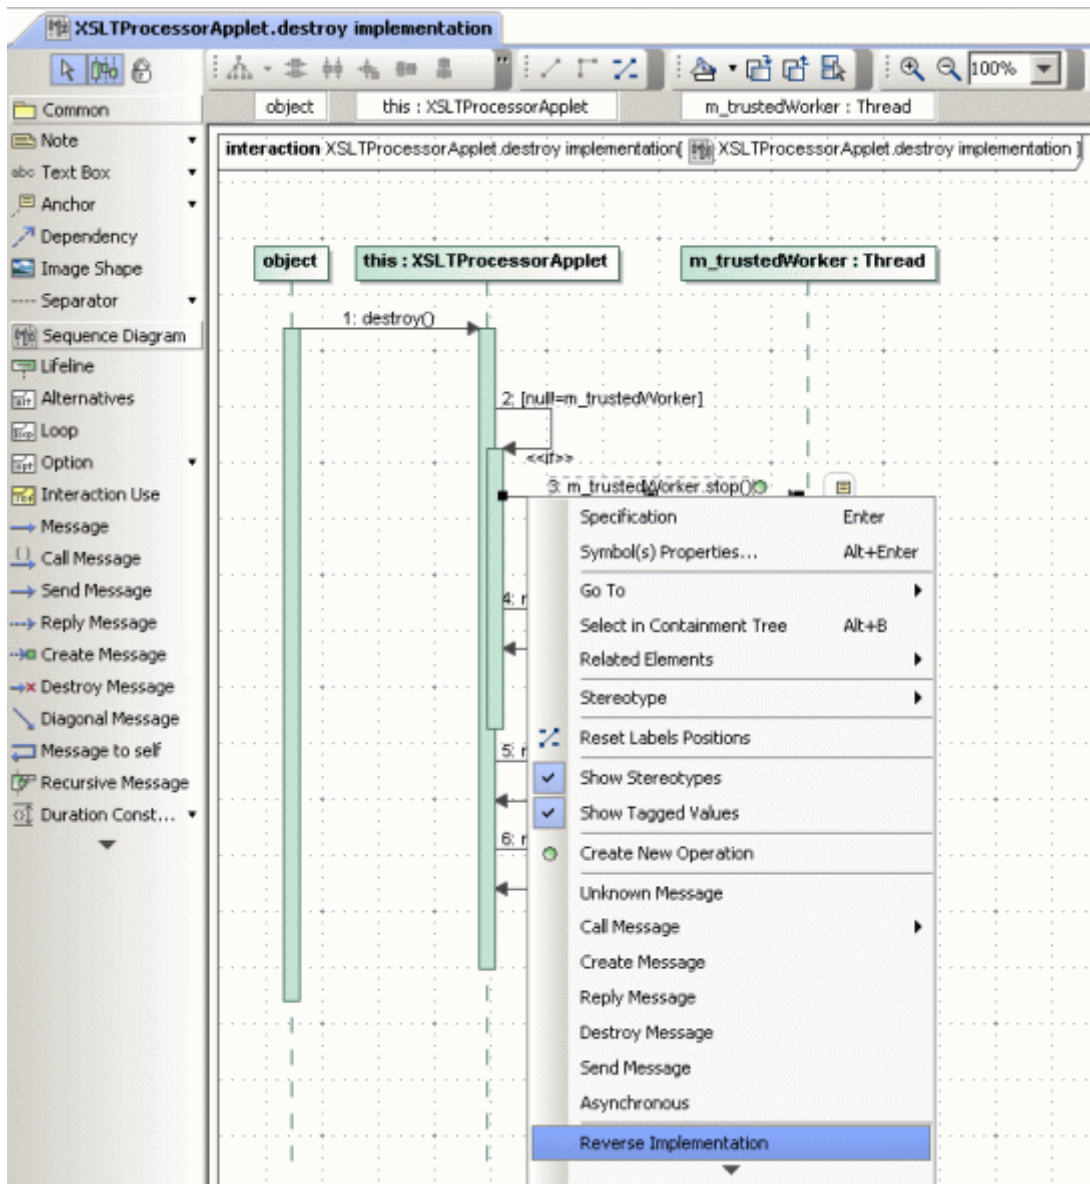 XSLTProcessorApplet.destroy implementation
100%
Common
object
this : XSLTProcessorApplet
m_trustedWorker : Thread
Note
abc Text Box
Anchor
Dependency
Image Shape
Separator
Sequence Diagram
Lifeline
Alternatives
Loop
Option
Interaction Use
Message
Call Message
Send Message
Reply Message
Create Message
Destroy Message
Diagonal Message
Message to self
Recursive Message
Duration Const...
interaction XSLTProcessorApplet.destroy implementation[ XSLTProcessorApplet.destroy implementation ]
object
this : XSLTProcessorApplet
m_trustedWorker : Thread
1: destroy()
2: [null!=m_trustedWorker]
<<if>>
3: m_trustedWorker.stop()
4: r
5: r
6: r
Specification Enter
Symbol(s) Properties... Alt+Enter
Go To
Select in Containment Tree Alt+B
Related Elements
Stereotype
Reset Labels Positions
Show Stereotypes
Show Tagged Values
Create New Operation
Unknown Message
Call Message
Create Message
Reply Message
Destroy Message
Send Message
Asynchronous
Reverse Implementation